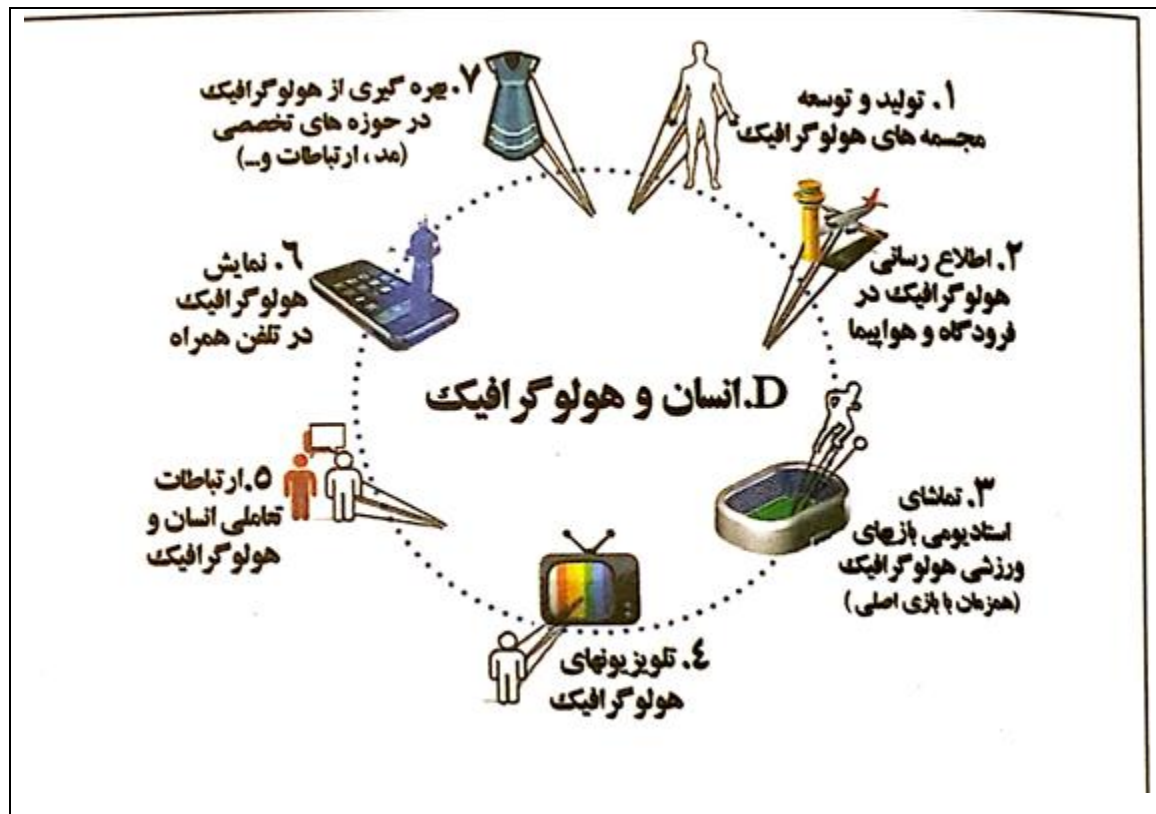 ۱. تولید و توسعه
مجسمه های هولوگرافیک
۲. اطلاع رسانی
هولوگرافیک در
فرودگاه و هواپیما
۳. تماشای
استادیومی بازیهای
ورزشی هولوگرافیک
(همزمان با بازی اصلی)
٤. تلویزیونهای
هولوگرافیک
٥. ارتباطات
تعاملی انسان و
هولوگرافیک
٦. نمایش
هولوگرافیک
در تلفن همراه
۷. بهره گیری از هولوگرافیک
در حوزه های تخصصی
(مد، ارتباطات و...)
D. انسان و هولوگرافیک